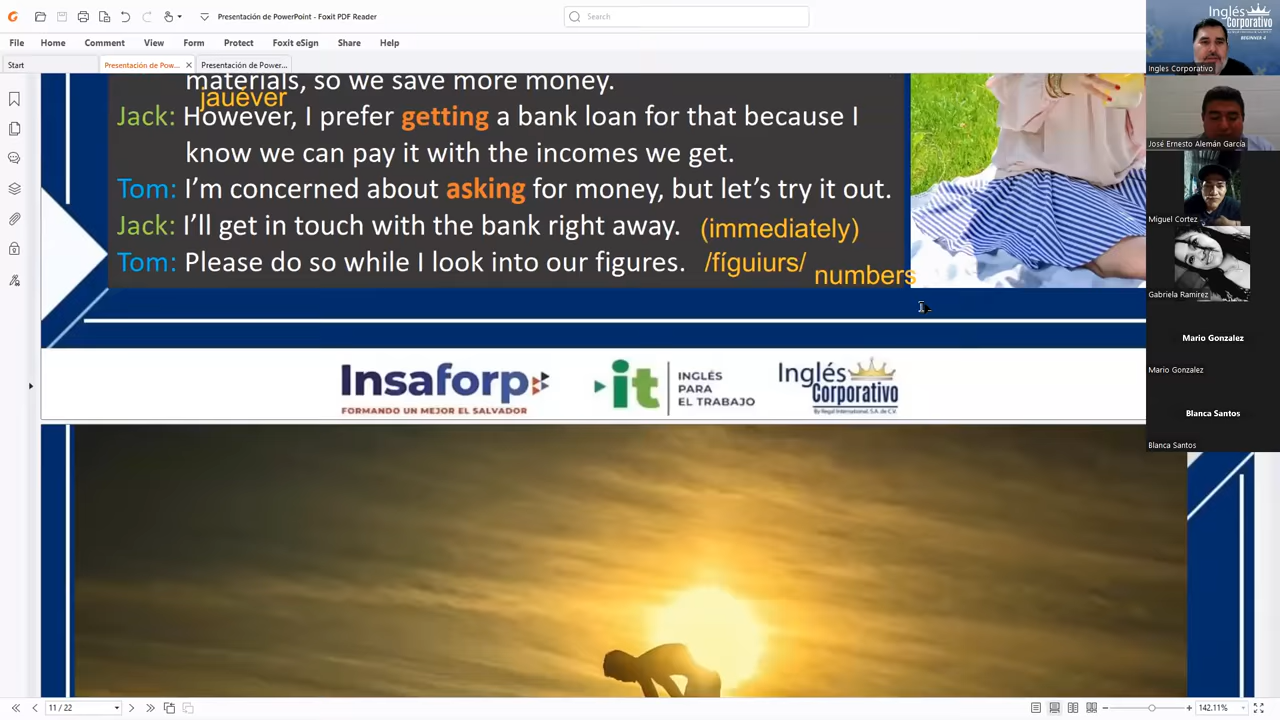 Presentación de PowerPoint - Foxit PDF Reader
Search
File Home Comment View Form Protect Foxit eSign Share Help
Start
Presentación de Pow...
Presentación de Power...
materials, so we save more money.
jauéver
Jack: However, I prefer getting a bank loan for that because I
know we can pay it with the incomes we get.
Tom: I'm concerned about asking for money, but let's try it out.
Jack: I'll get in touch with the bank right away. (immediately)
Tom: Please do so while I look into our figures. /fíguiurs/ numbers
Insaforp
FORMANDO UN MEJOR EL SALVADOR
it
INGLÉS
PARA
EL TRABAJO
Inglés
Corporativo
By Regal International, S.A. de C.V.
Inglés
Corporativo
BEGINNER 4
Ingles Corporativo
José Ernesto Alemán García
Miguel Cortez
Gabriela Ramirez
Mario Gonzalez
Mario Gonzalez
Blanca Santos
Blanca Santos
11 / 22
142.11%